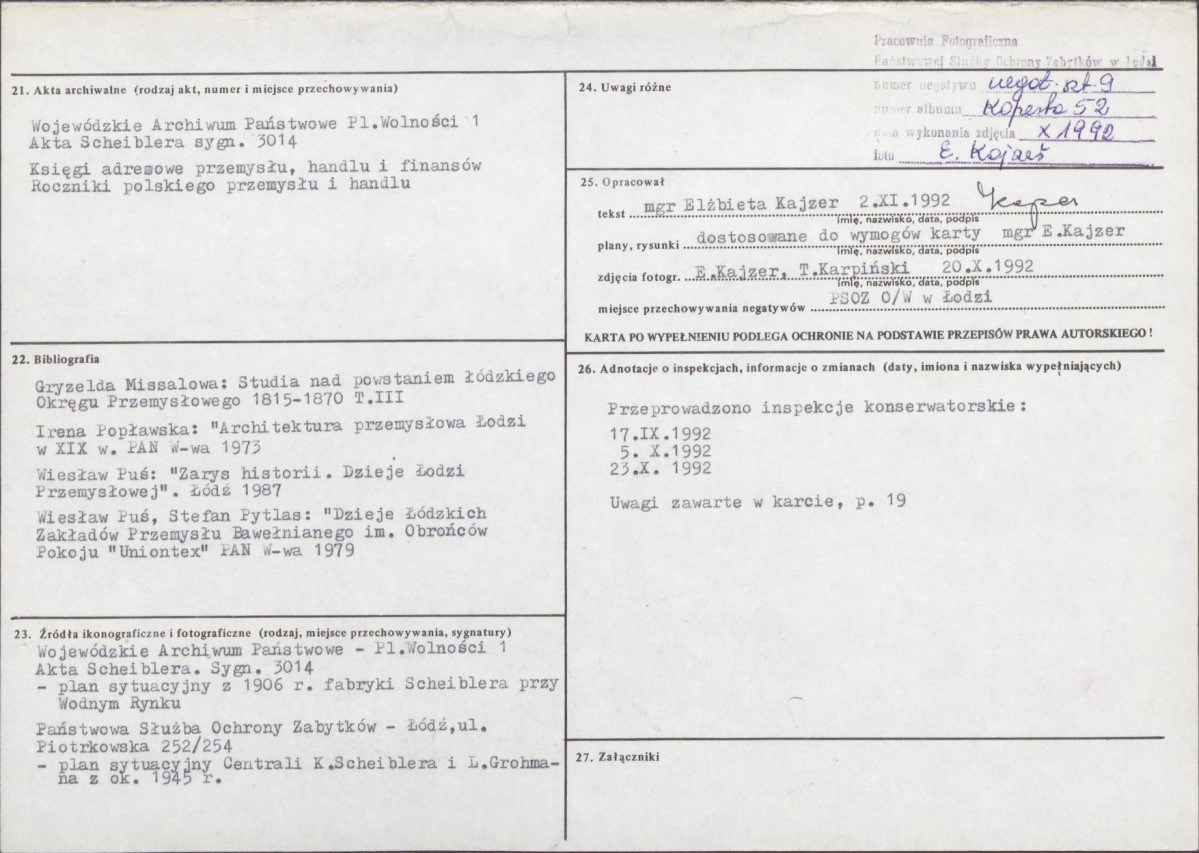 21. Akta archiwalne (rodzaj akt, numer i miejsce przechowywania)
Wojewódzkie Archiwum Państwowe Pl.Wolności 1
Akta Scheiblera sygn. 3014
Księgi adresowe przemysłu, handlu i finansów
Roczniki polskiego przemysłu i handlu
22. Bibliografia
Gryzelda Missalowa: Studia nad powstaniem łódzkiego
Okręgu Przemysłowego 1815-1870 T.III
Irena Popławska: "Architektura przemysłowa Łodzi
w XIX w. PAN W-wa 1973
Wiesław Puś: "Zarys historii. Dzieje Łodzi
Przemysłowej". Łódź 1987
Wiesław Puś, Stefan Pytlas: "Dzieje Łódzkich
Zakładów Przemysłu Bawełnianego im. Obrońców
Pokoju "Uniontex" PAN W-wa 1979
23. Źródła ikonograficzne i fotograficzne (rodzaj, miejsce przechowywania, sygnatury)
Wojewódzkie Archiwum Państwowe - Pl.Wolności 1
Akta Scheiblera. Sygn. 3014
- plan sytuacyjny z 1906 r. fabryki Scheiblera przy
Wodnym Rynku
Państwowa Służba Ochrony Zabytków - Łódź,ul.
Piotrkowska 252/254
- plan sytuacyjny Centrali K.Scheiblera i L.Grohma-
na z ok. 1945 r.
Pracownia Fotograficzna
Państwowej Służby Ochrony Zabytków w Łodzi
24. Uwagi różne
numer negatywu negat. szt. 9
numer albumu Koperta 52
data wykonania zdjęcia X 1992
foto E. Kajzer
25. Opracował
tekst mgr Elżbieta Kajzer 2.XI.1992
imię, nazwisko, data, podpis
plany, rysunki dostosowane do wymogów karty mgr E.Kajzer
imię, nazwisko, data, podpis
zdjęcia fotogr. E.Kajzer, T.Karpiński 20.X.1992
imię, nazwisko, data, podpis
miejsce przechowywania negatywów PSOZ O/W w Łodzi
KARTA PO WYPEŁNIENIU PODLEGA OCHRONIE NA PODSTAWIE PRZEPISÓW PRAWA AUTORSKIEGO!
26. Adnotacje o inspekcjach, informacje o zmianach (daty, imiona i nazwiska wypełniających)
Przeprowadzono inspekcje konserwatorskie:
17.IX.1992
5. X.1992
23.X. 1992
Uwagi zawarte w karcie, p. 19
27. Załączniki